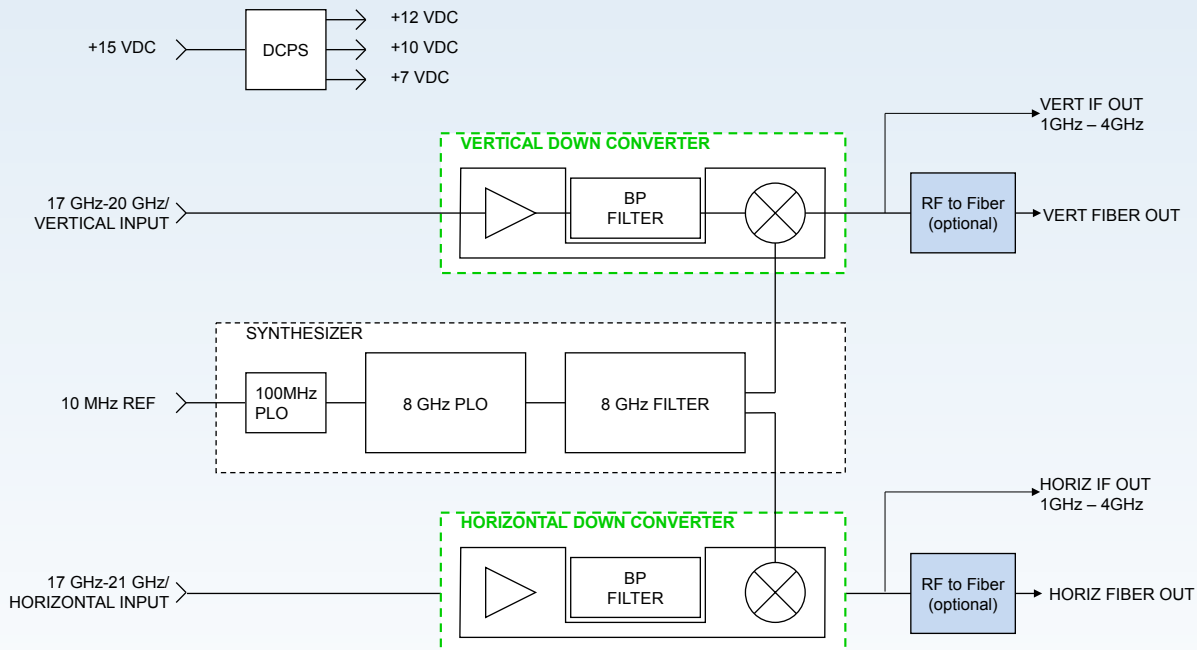 +12 VDC
+15 VDC
DCPS
+10 VDC
+7 VDC
VERT IF OUT
1GHz – 4GHz
VERTICAL DOWN CONVERTER
17 GHz-20 GHz/
VERTICAL INPUT
BP
FILTER
RF to Fiber
(optional)
VERT FIBER OUT
SYNTHESIZER
10 MHz REF
100MHz
PLO
8 GHz PLO
8 GHz FILTER
HORIZ IF OUT
1GHz – 4GHz
HORIZONTAL DOWN CONVERTER
17 GHz-21 GHz/
HORIZONTAL INPUT
BP
FILTER
RF to Fiber
(optional)
HORIZ FIBER OUT